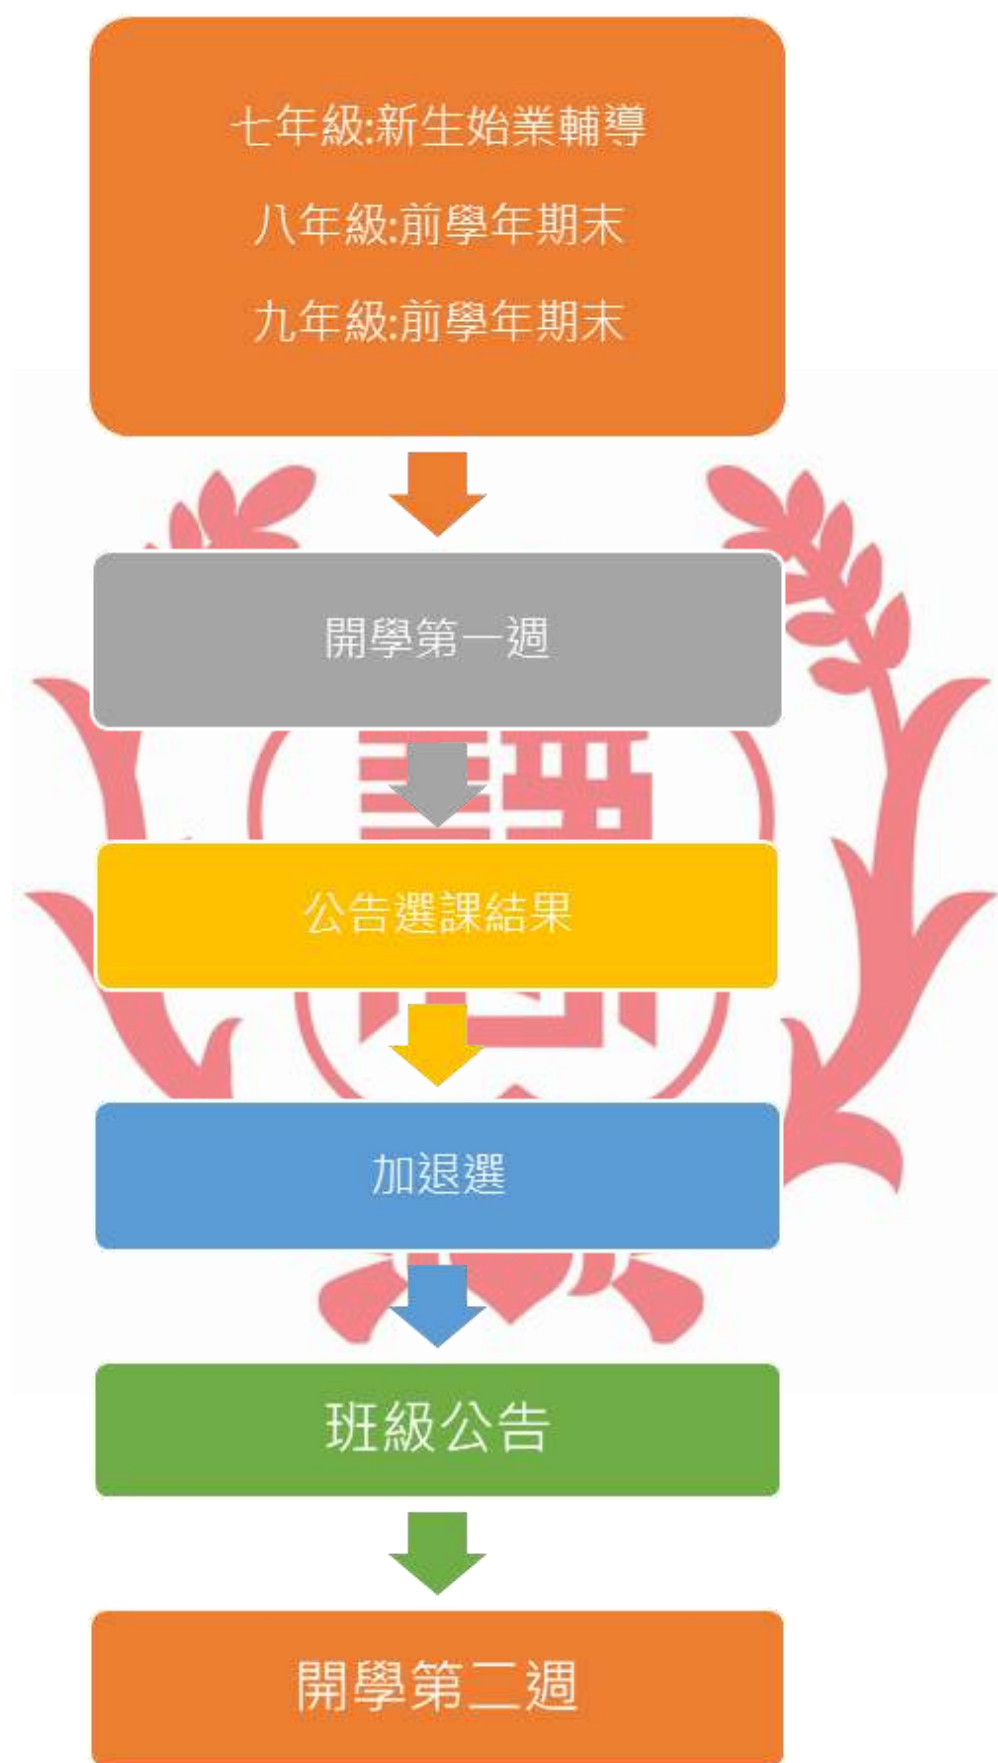 七年級:新生始業輔導
八年級:前學年期末
九年級:前學年期末
開學第一週
公告選課結果
加退選
班級公告
開學第二週